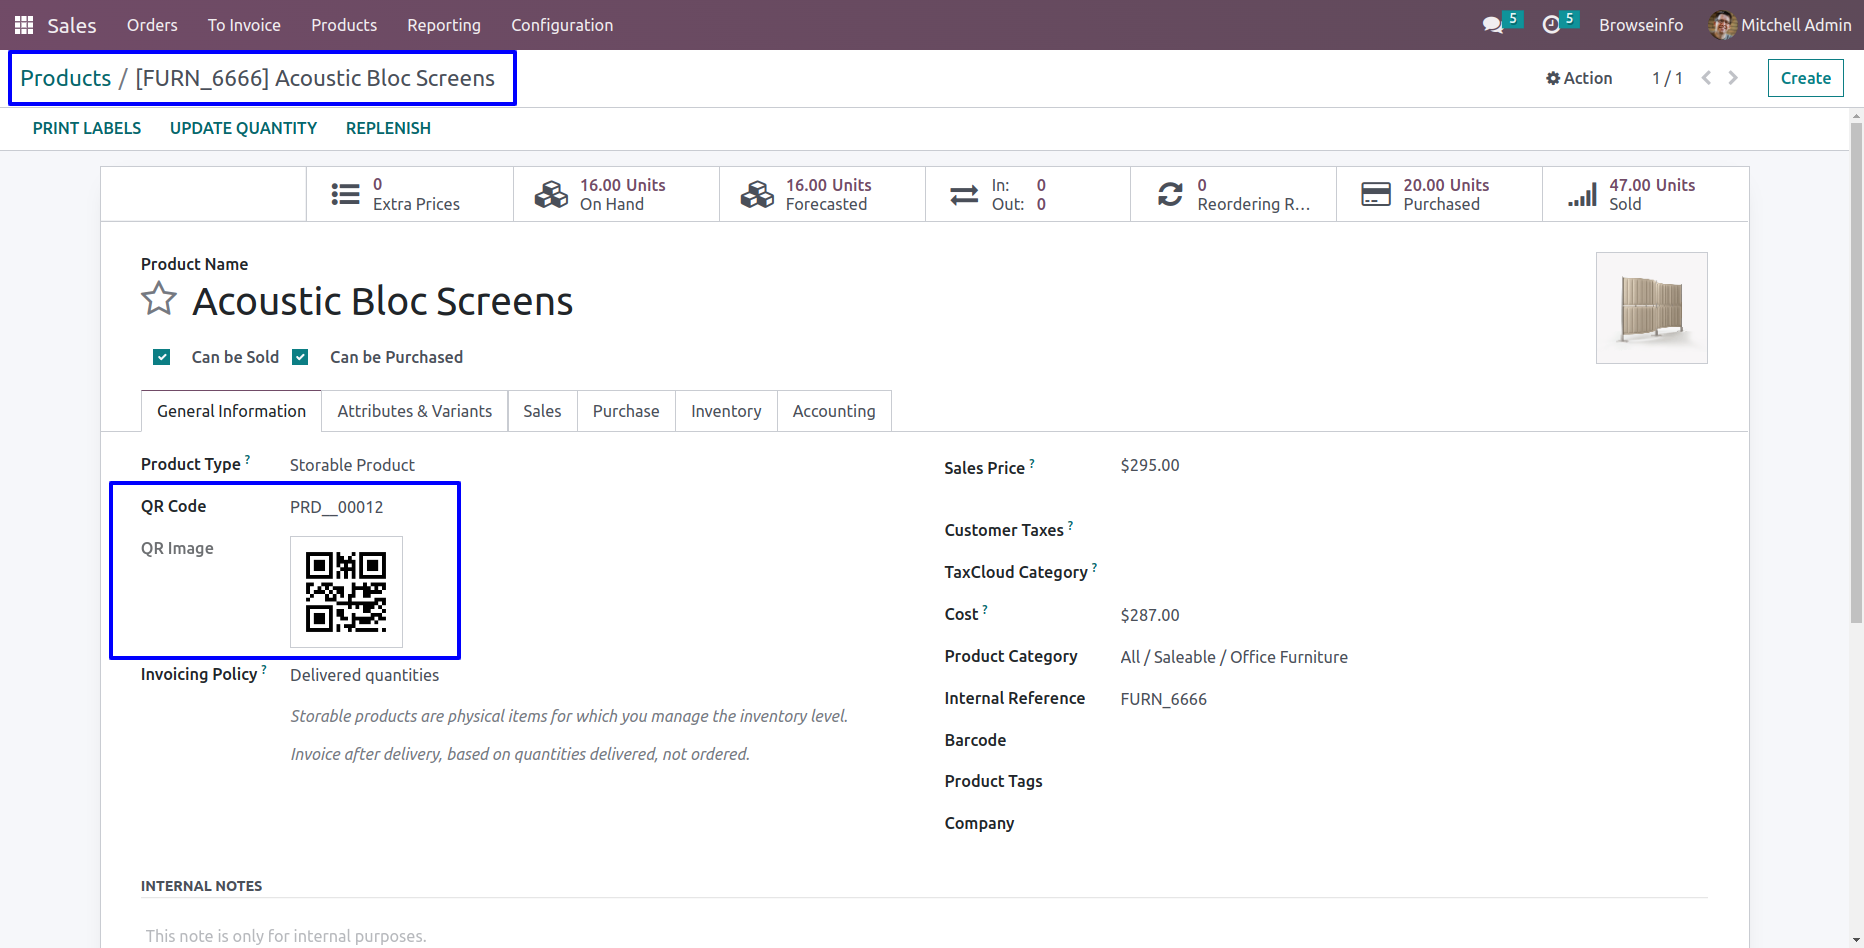 Sales Orders To Invoice Products Reporting Configuration 5 5 Browseinfo Mitchell Admin
Products / [FURN_6666] Acoustic Bloc Screens Action 1 / 1 Create
PRINT LABELS UPDATE QUANTITY REPLENISH
0 Extra Prices
16.00 Units On Hand
16.00 Units Forecasted
In: 0
Out: 0
0 Reordering R...
20.00 Units Purchased
47.00 Units Sold
Product Name
Acoustic Bloc Screens
Can be Sold Can be Purchased
General Information Attributes & Variants Sales Purchase Inventory Accounting
Product Type ? Storable Product
QR Code PRD__00012
QR Image
Invoicing Policy ? Delivered quantities
Storable products are physical items for which you manage the inventory level.
Invoice after delivery, based on quantities delivered, not ordered.
Sales Price ? $295.00
Customer Taxes ?
TaxCloud Category ?
Cost ? $287.00
Product Category All / Saleable / Office Furniture
Internal Reference FURN_6666
Barcode
Product Tags
Company
INTERNAL NOTES
This note is only for internal purposes.